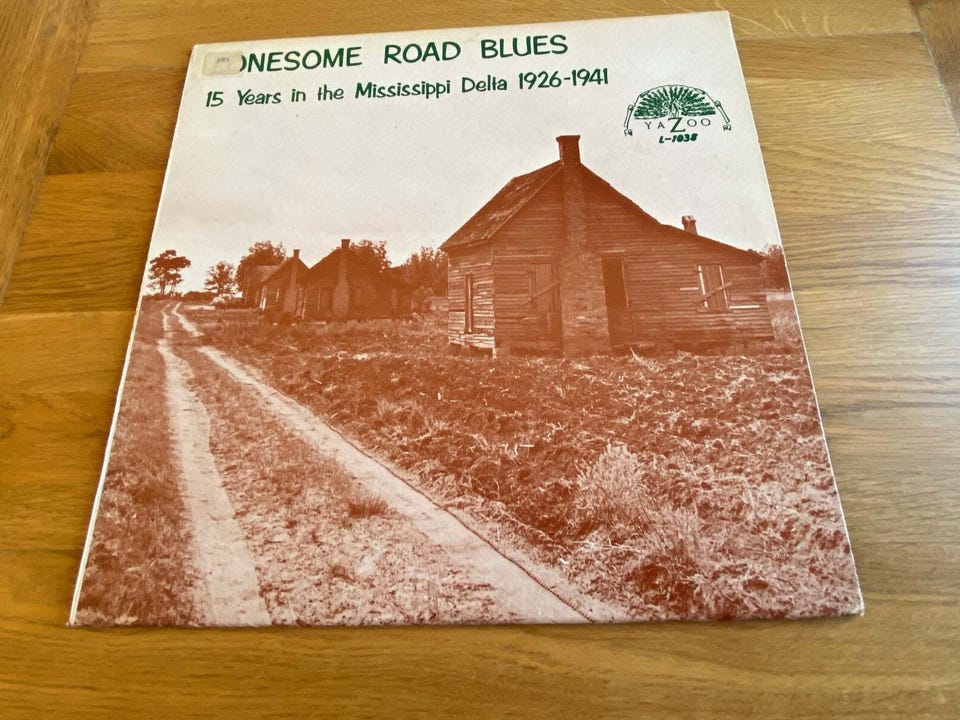 ONESOME ROAD BLUES
15 Years in the Mississippi Delta 1926-1941
YAZOO
L-1038